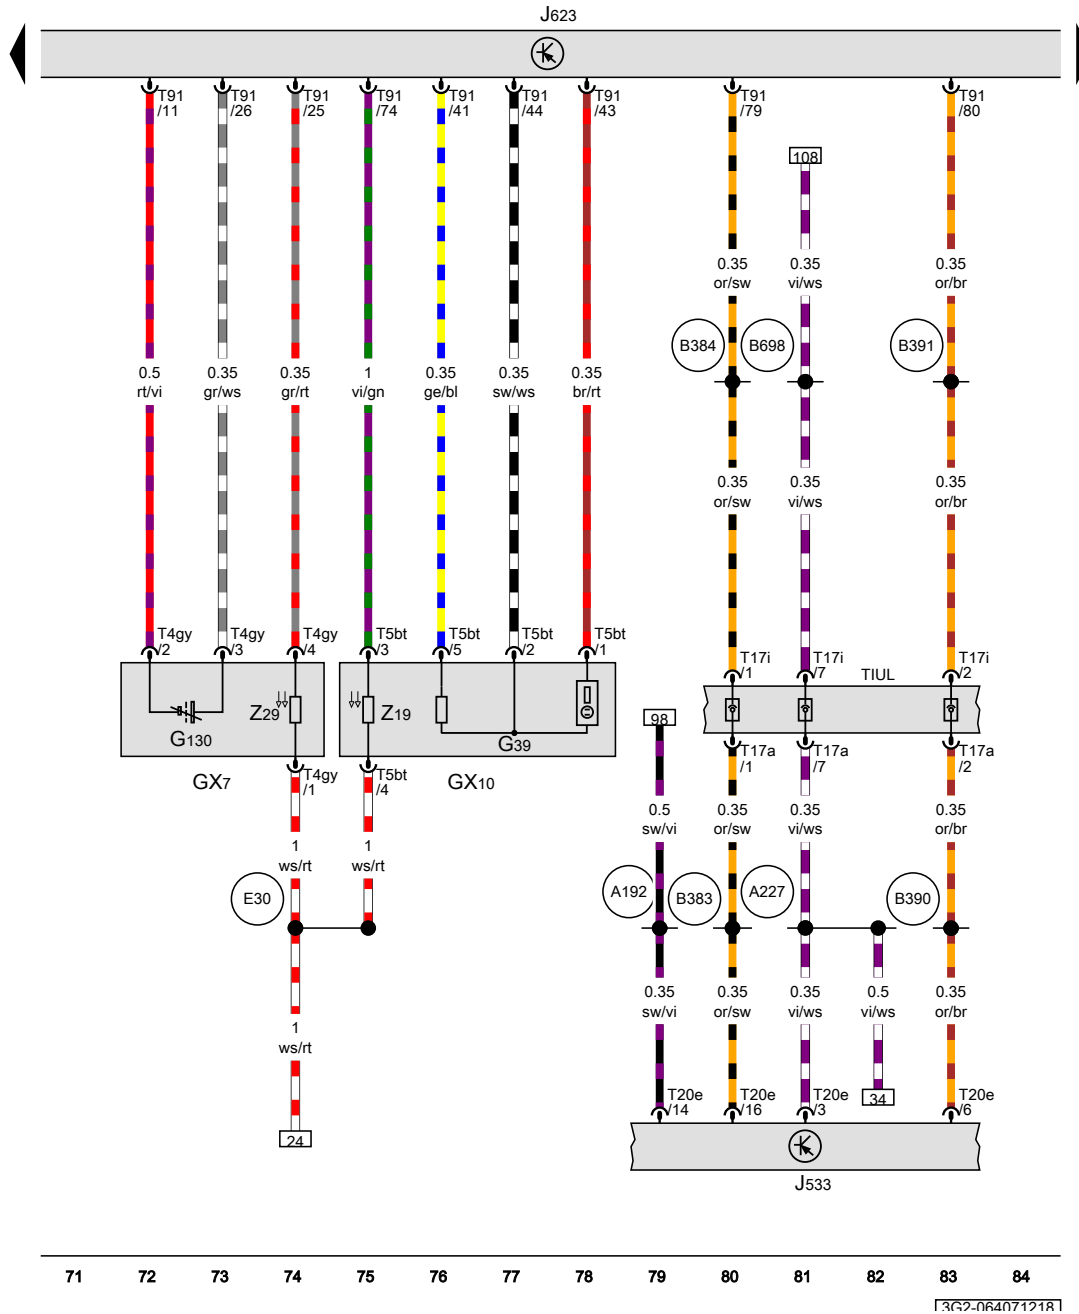 J623
T91 /11
T91 /26
T91 /25
T91 /74
T91 /41
T91 /44
T91 /43
T91 /79
T91 /80
108
0.35 or/sw
0.35 vi/ws
0.35 or/br
B384
B698
B391
0.5 rt/vi
0.35 gr/ws
0.35 gr/rt
1 vi/gn
0.35 ge/bl
0.35 sw/ws
0.35 br/rt
0.35 or/sw
0.35 vi/ws
0.35 or/br
T4gy /2
T4gy /3
T4gy /4
T5bt /3
T5bt /5
T5bt /2
T5bt /1
T17i /1
T17i /7
T17i /2
TIUL
Z29
Z19
G130
G39
98
GX7
GX10
T4gy /1
T5bt /4
T17a /1
T17a /7
T17a /2
0.5 sw/vi
0.35 or/sw
0.35 vi/ws
0.35 or/br
1 ws/rt
1 ws/rt
E30
A192
B383
A227
B390
0.35 sw/vi
0.35 or/sw
0.35 vi/ws
0.5 vi/ws
0.35 or/br
1 ws/rt
T20e /14
T20e /16
T20e /3
34
T20e /6
24
J533
71 72 73 74 75 76 77 78 79 80 81 82 83 84
3G2-064071218